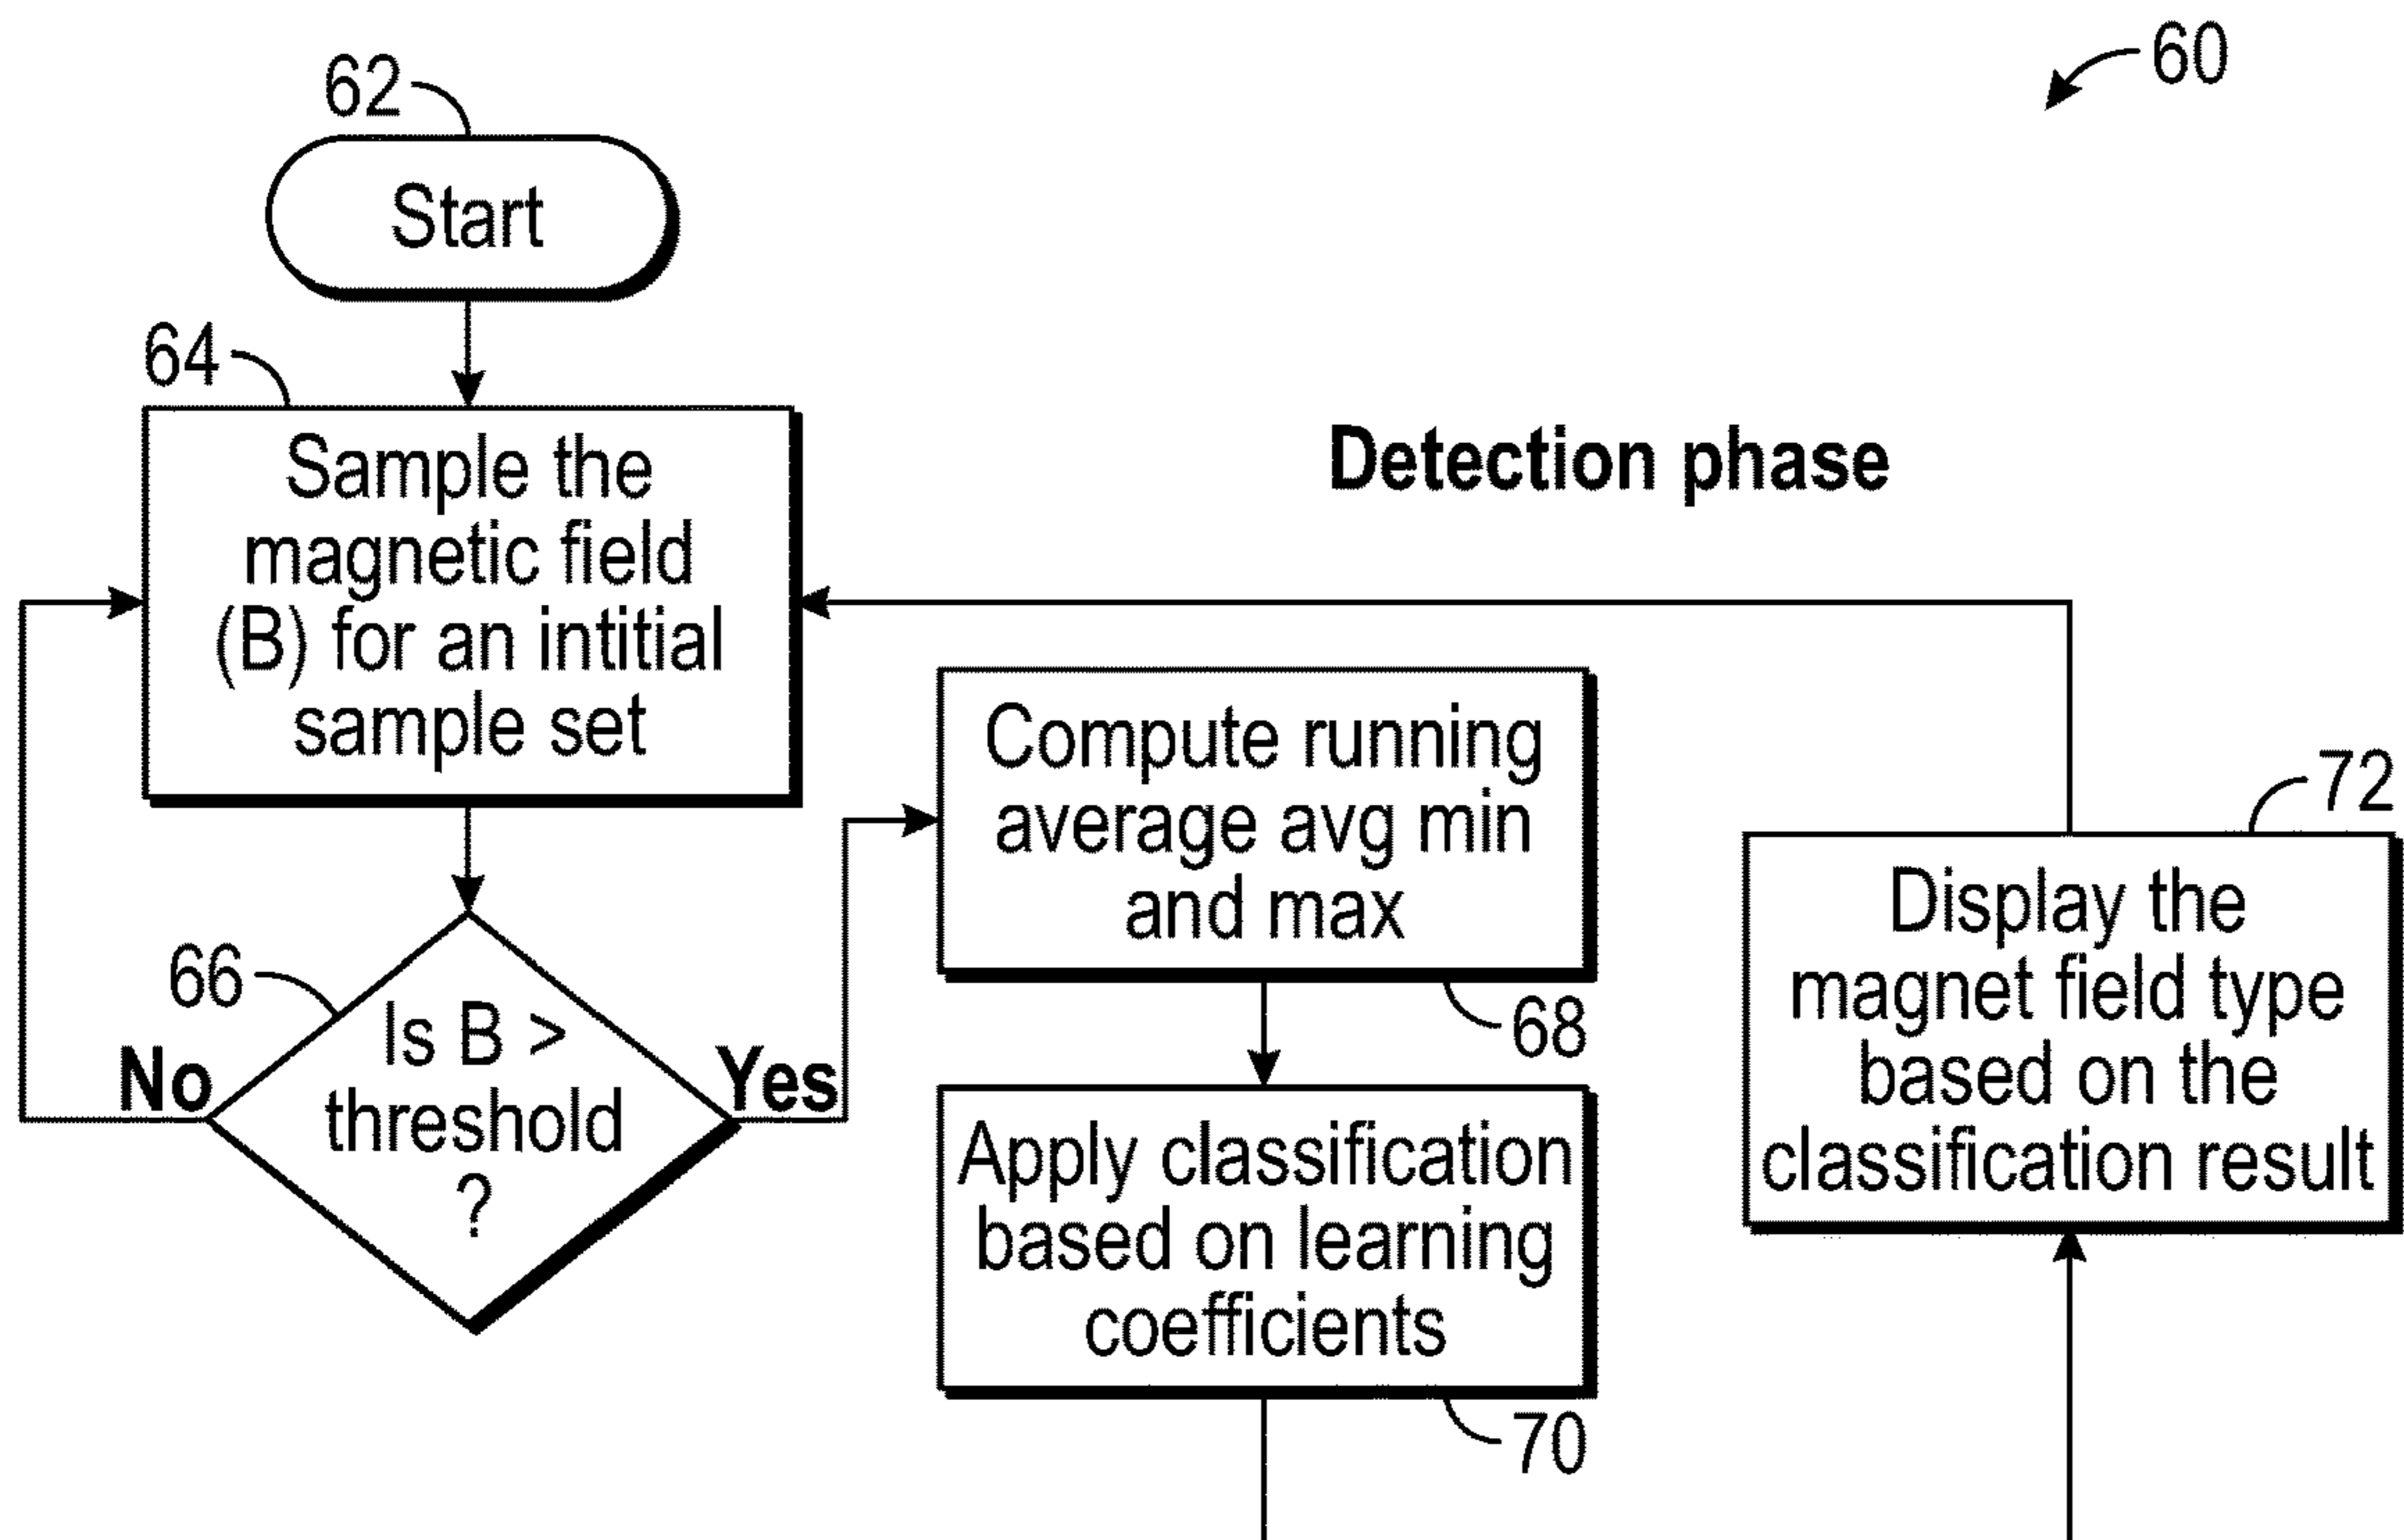 60
62
Start
64
Sample the
magnetic field
(B) for an intitial
sample set
Detection phase
66
Is B >
threshold
?
No
Yes
Compute running
average avg min
and max
68
Apply classification
based on learning
coefficients
70
72
Display the
magnet field type
based on the
classification result